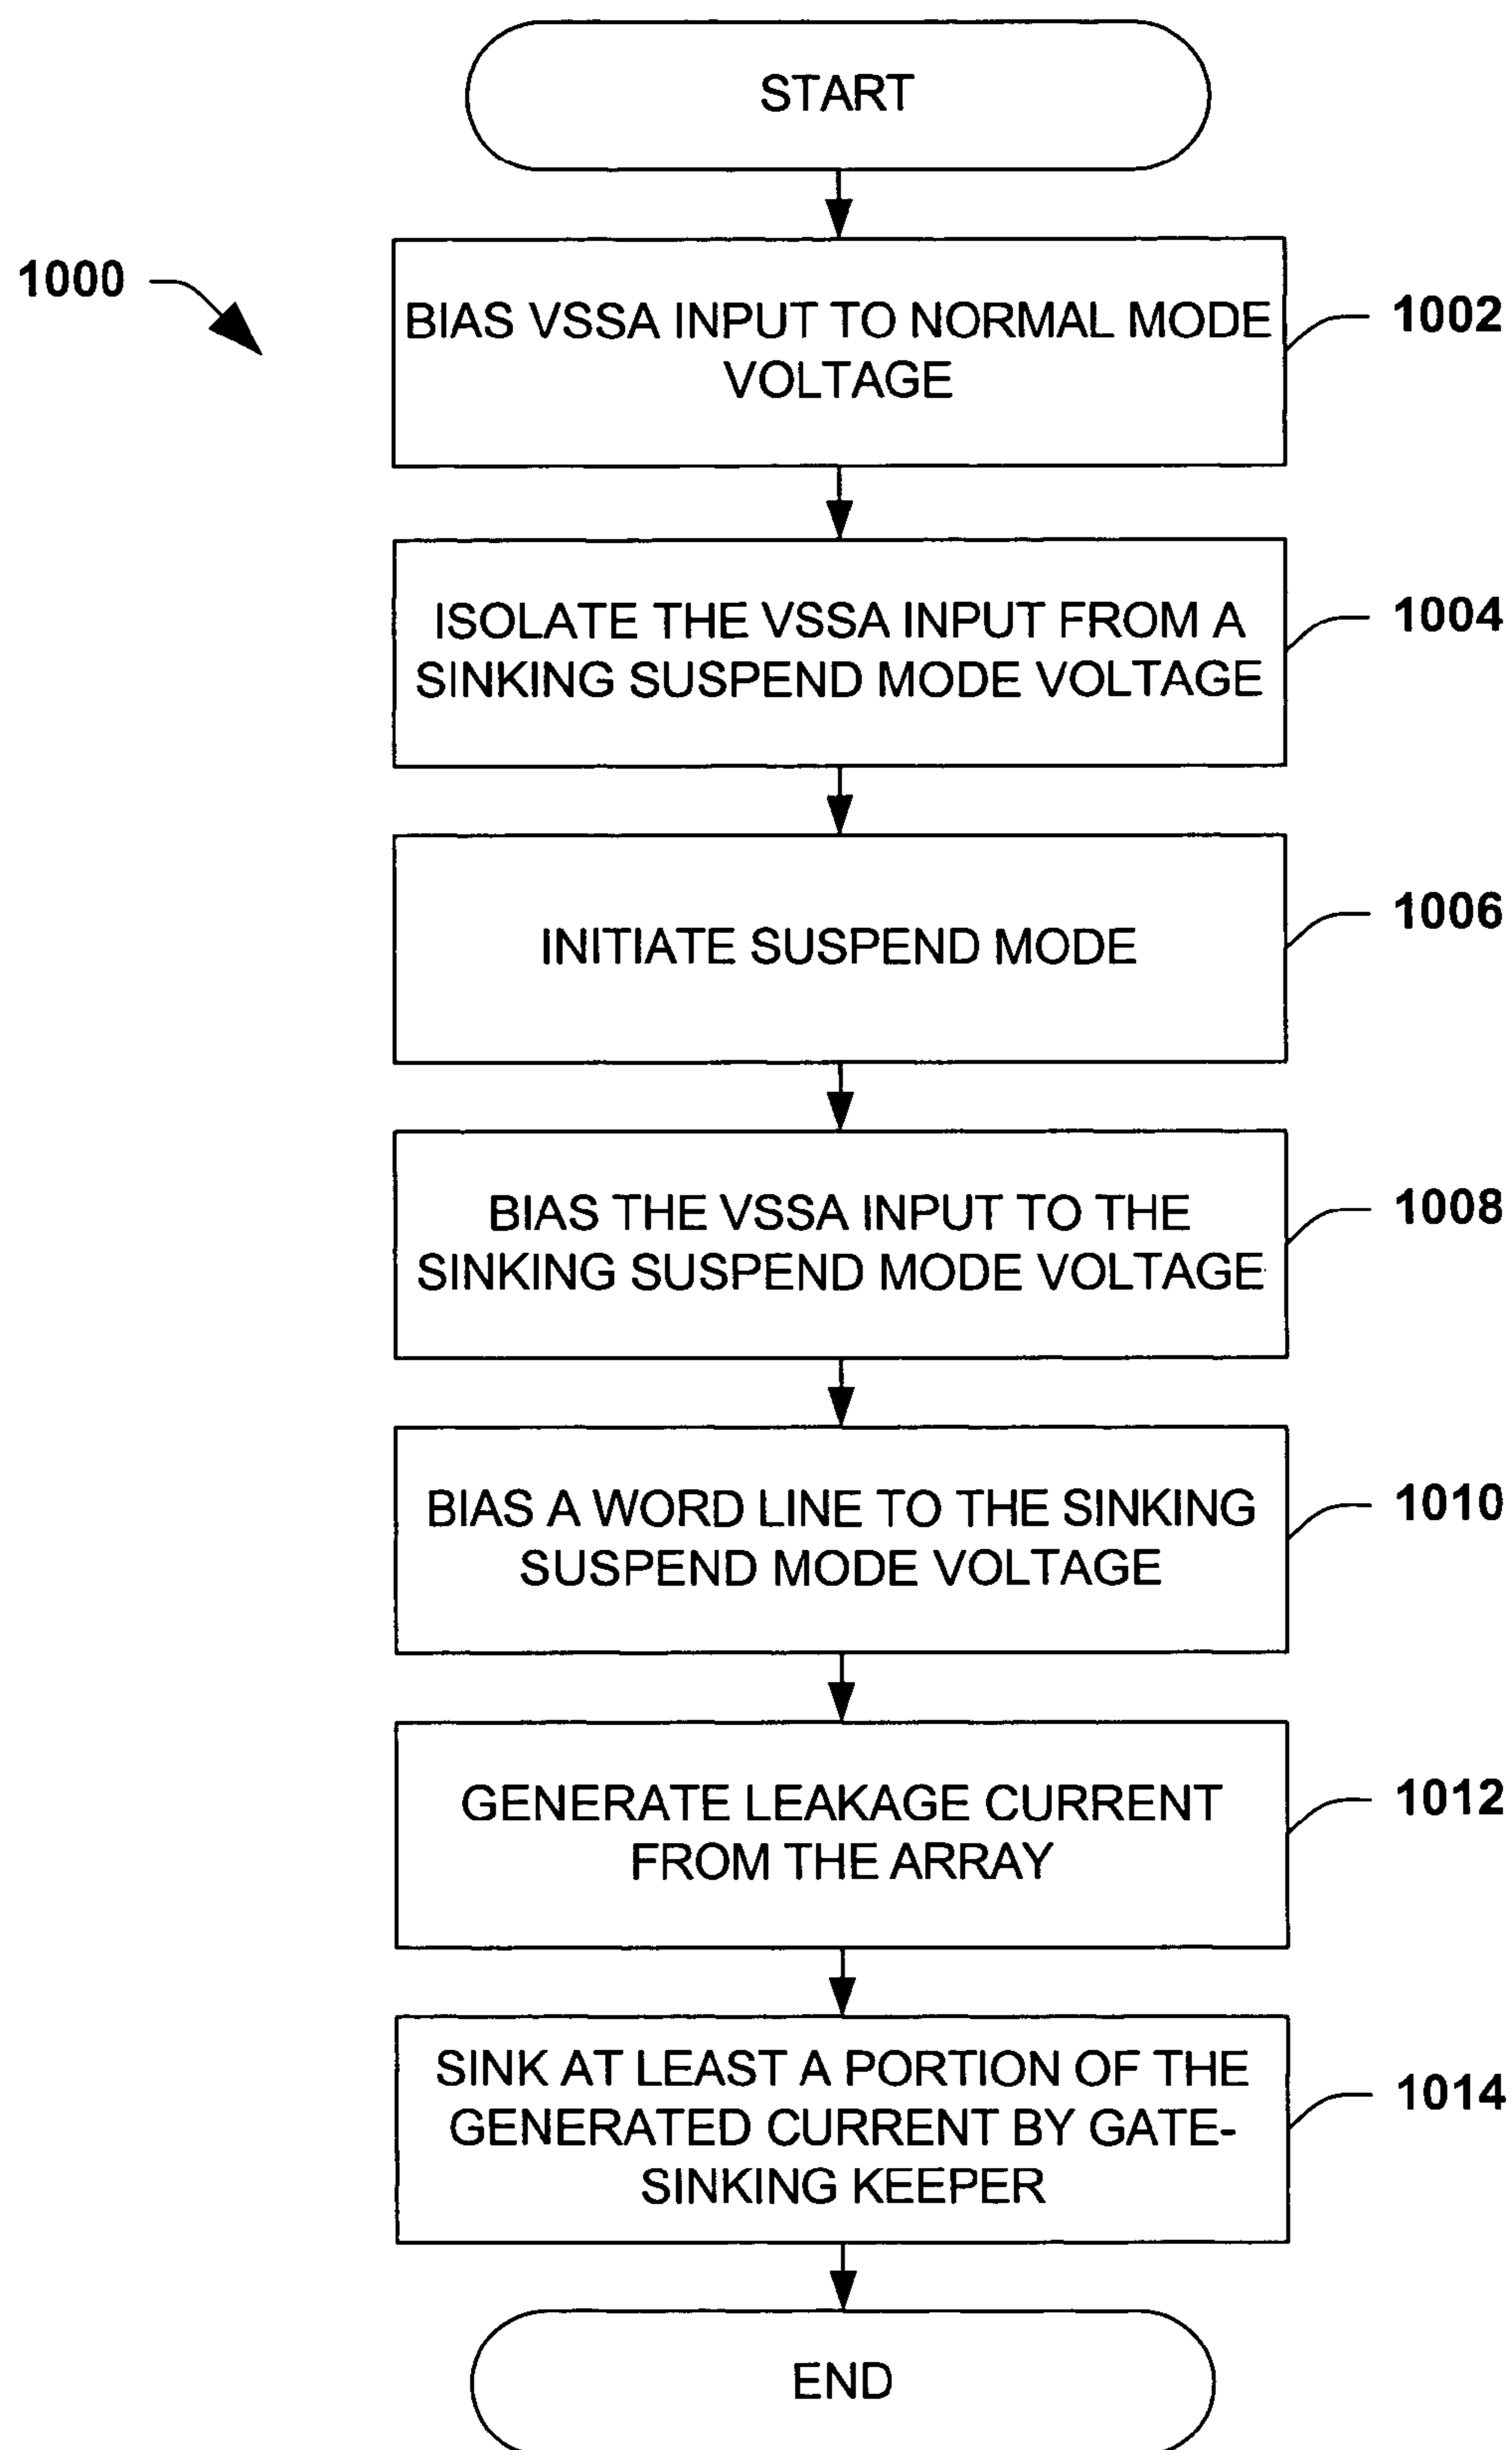 START
1000
BIAS VSSA INPUT TO NORMAL MODE
VOLTAGE
1002
ISOLATE THE VSSA INPUT FROM A
SINKING SUSPEND MODE VOLTAGE
1004
INITIATE SUSPEND MODE
1006
BIAS THE VSSA INPUT TO THE
SINKING SUSPEND MODE VOLTAGE
1008
BIAS A WORD LINE TO THE SINKING
SUSPEND MODE VOLTAGE
1010
GENERATE LEAKAGE CURRENT
FROM THE ARRAY
1012
SINK AT LEAST A PORTION OF THE
GENERATED CURRENT BY GATE-
SINKING KEEPER
1014
END